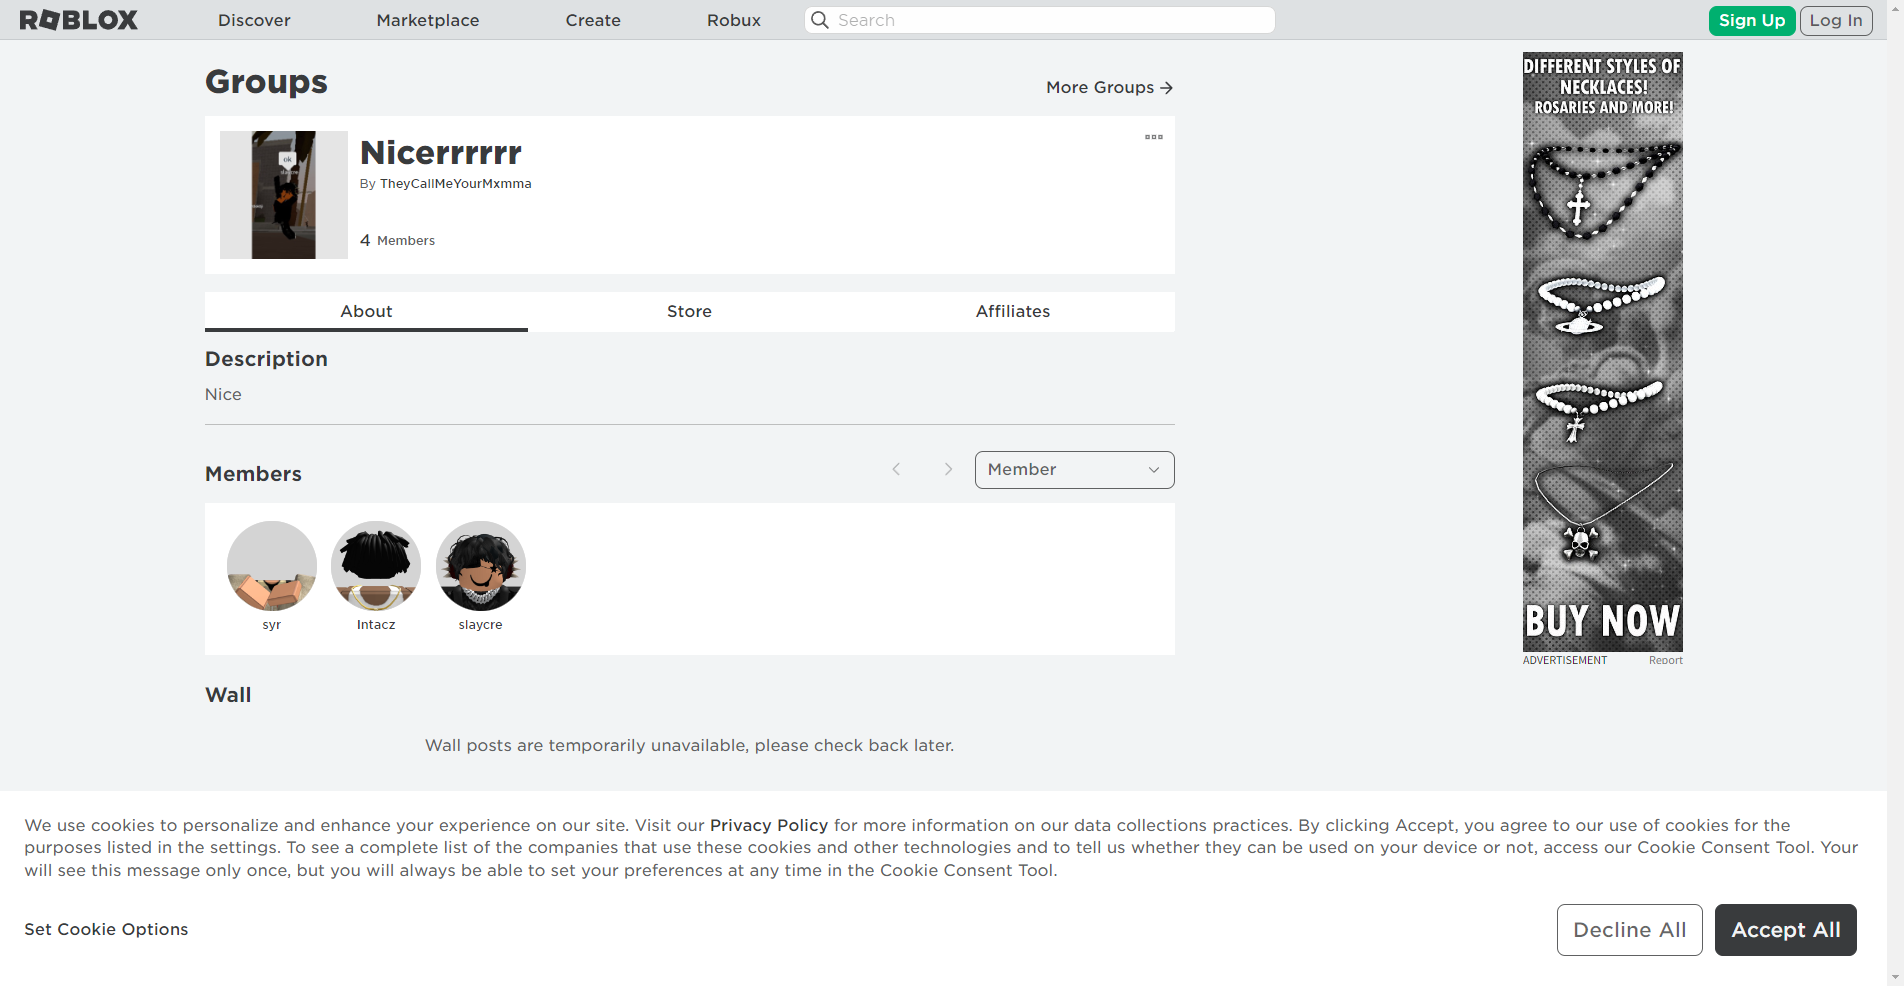 ROBLOX
Discover
Marketplace
Create
Robux
Search
Sign Up
Log In
Groups
More Groups
ok
slaycre
Nicerrrrrr
By TheyCallMeYourMxmma
4 Members
About
Store
Affiliates
Description
Nice
Members
Member
syr
Intacz
slaycre
Wall
Wall posts are temporarily unavailable, please check back later.
DIFFERENT STYLES OF
NECKLACES!
ROSARIES AND MORE!
BUY NOW
ADVERTISEMENT
Report
We use cookies to personalize and enhance your experience on our site. Visit our Privacy Policy for more information on our data collections practices. By clicking Accept, you agree to our use of cookies for the
purposes listed in the settings. To see a complete list of the companies that use these cookies and other technologies and to tell us whether they can be used on your device or not, access our Cookie Consent Tool. Your
will see this message only once, but you will always be able to set your preferences at any time in the Cookie Consent Tool.
Set Cookie Options
Decline All
Accept All